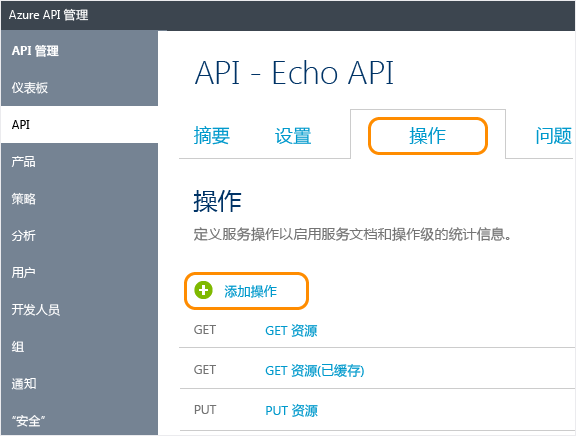 Azure API 管理
API 管理
仪表板
API
产品
策略
分析
用户
开发人员
组
通知
“安全”
API - Echo API
摘要 设置 操作 问题
操作
定义服务操作以启用服务文档和操作级的统计信息。
添加操作
GET GET 资源
GET GET 资源(已缓存)
PUT PUT 资源